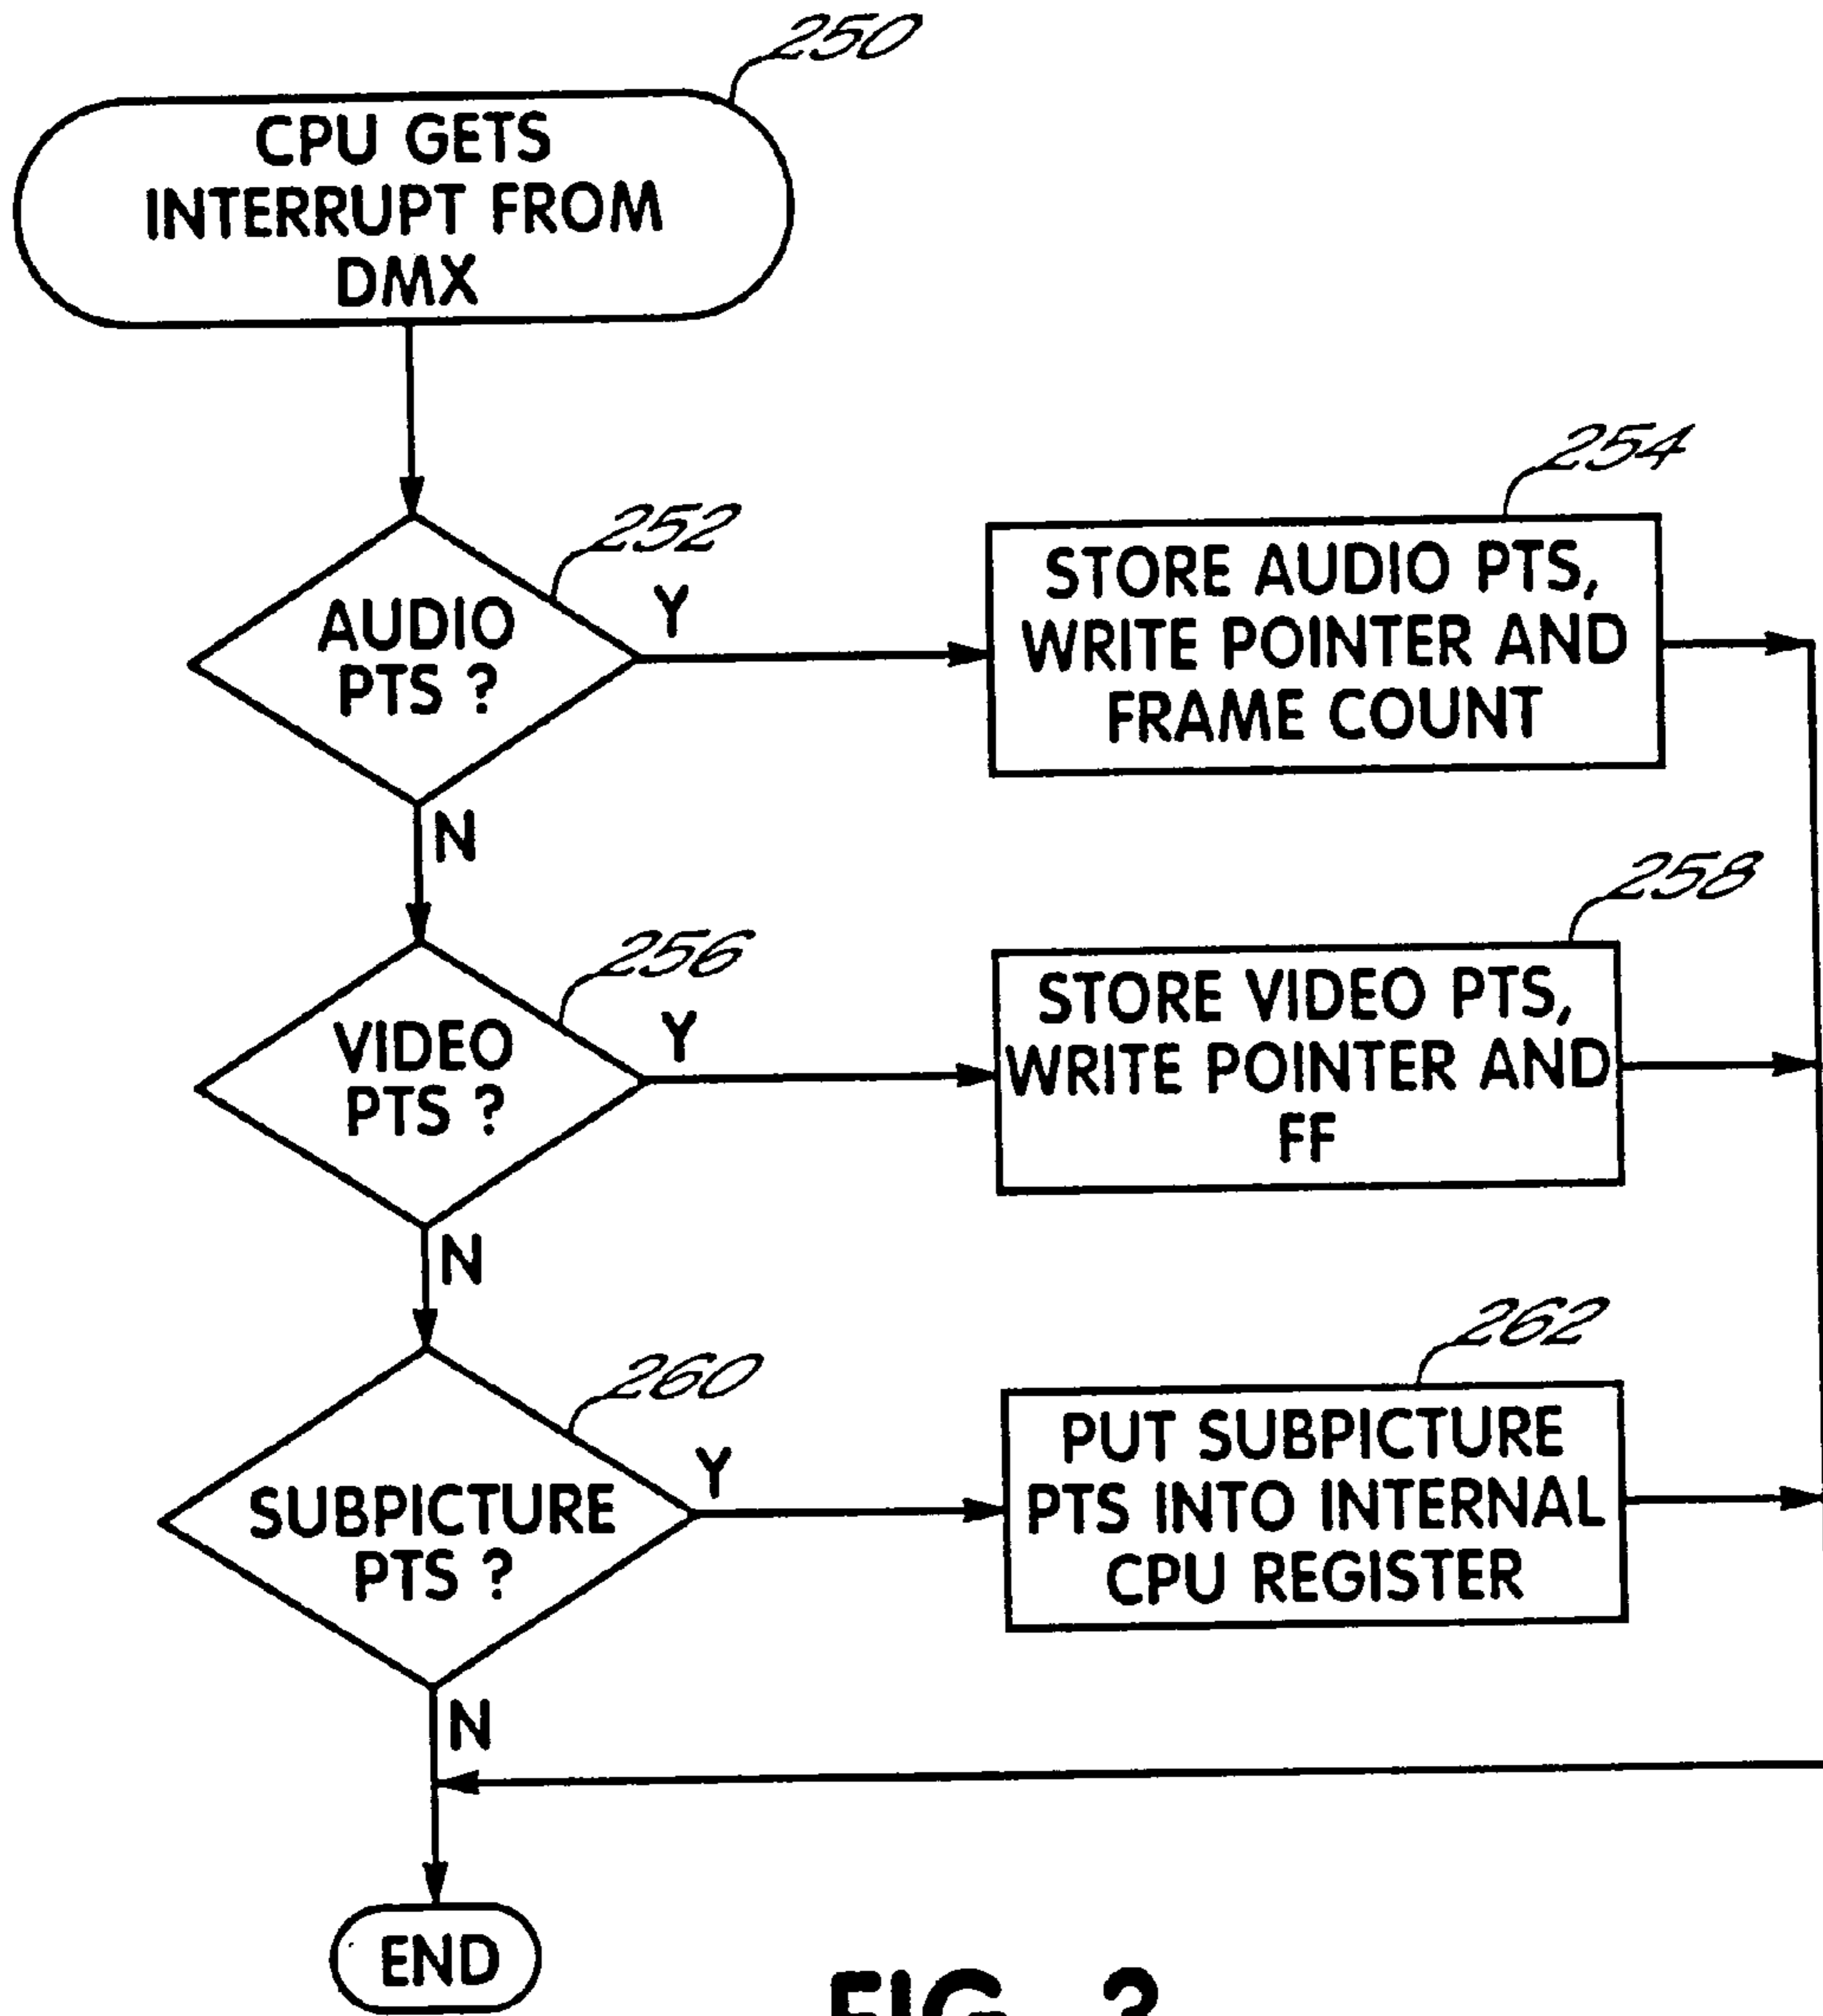 250
CPU GETS
INTERRUPT FROM
DMX
252
AUDIO
PTS ?
Y
N
254
STORE AUDIO PTS,
WRITE POINTER AND
FRAME COUNT
256
VIDEO
PTS ?
Y
N
258
STORE VIDEO PTS,
WRITE POINTER AND
FF
260
SUBPICTURE
PTS ?
Y
N
262
PUT SUBPICTURE
PTS INTO INTERNAL
CPU REGISTER
END
FIG.